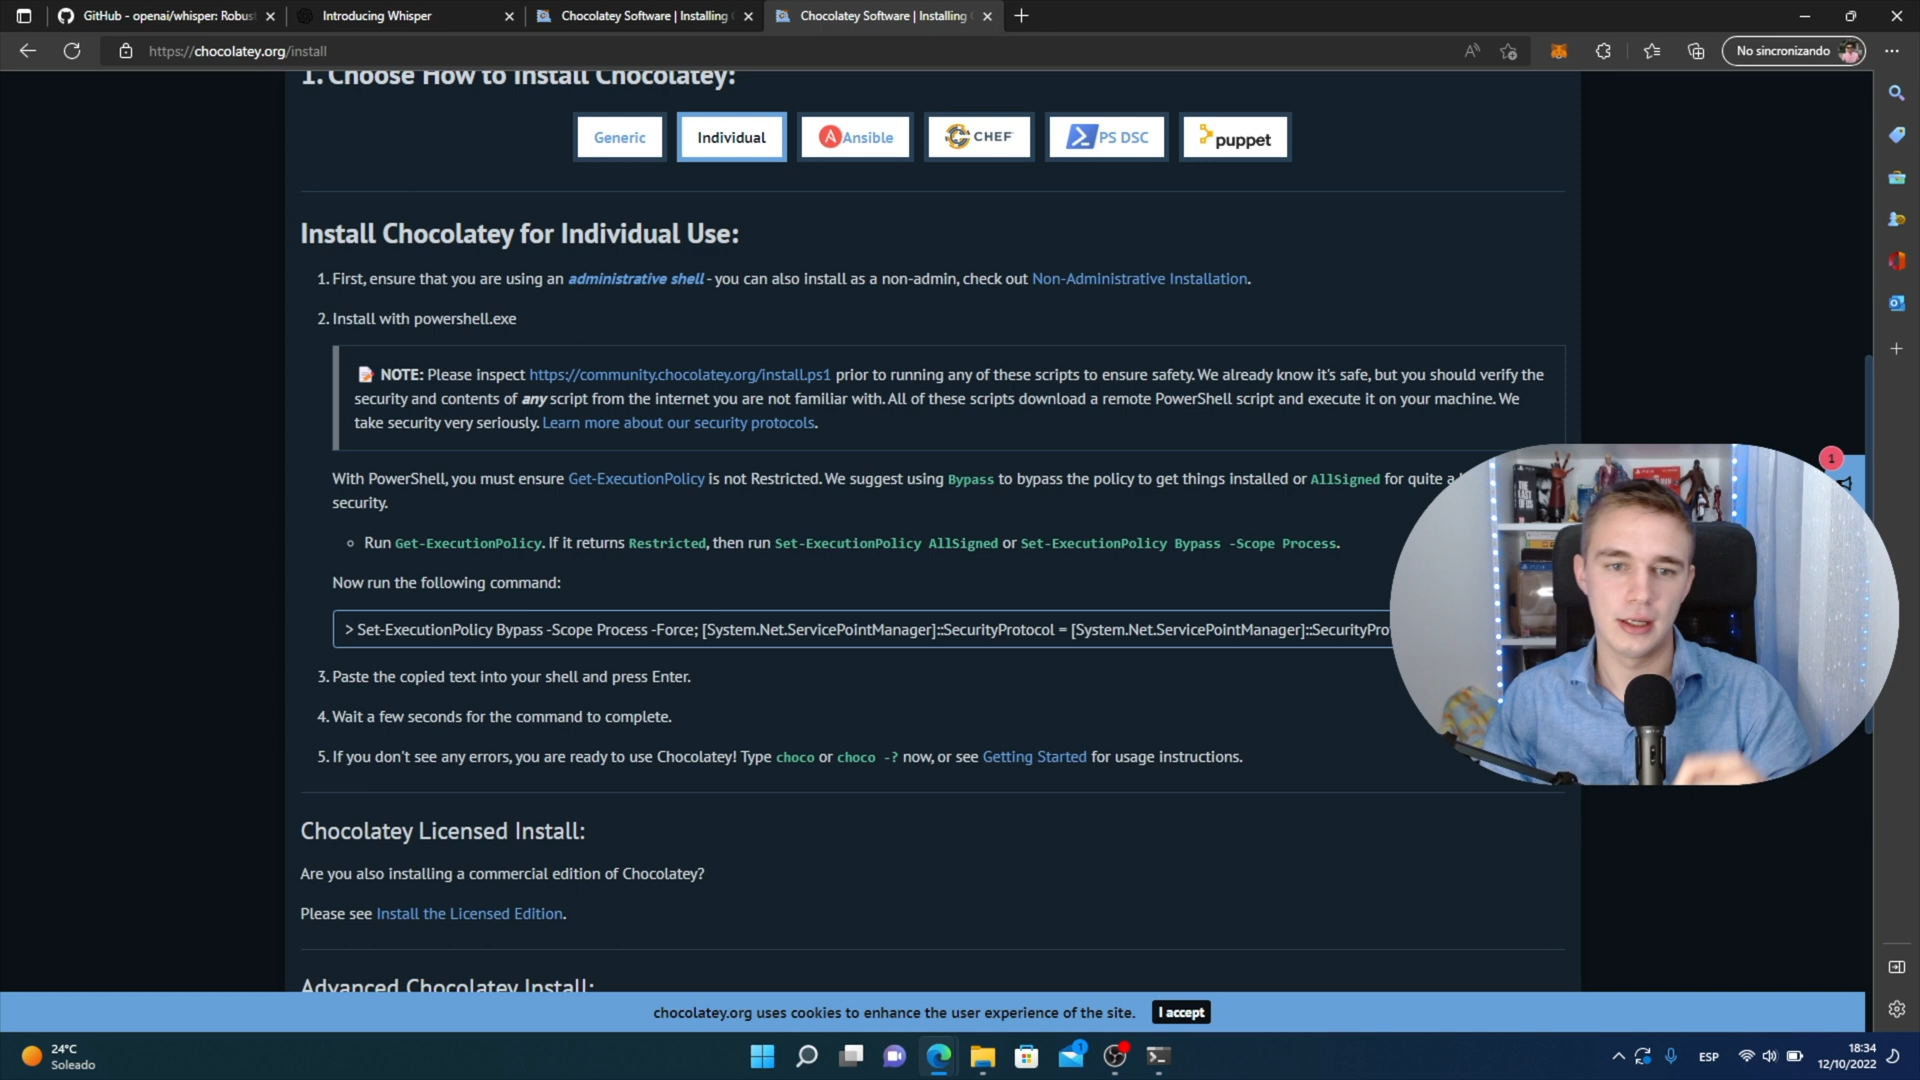 GitHub - openai/whisper: Robus
Introducing Whisper
Chocolatey Software | Installing
Chocolatey Software | Installing
https://chocolatey.org/install
No sincronizando
1. Choose How to Install Chocolatey:
Generic
Individual
Ansible
CHEF
PS DSC
puppet
Install Chocolatey for Individual Use:
1. First, ensure that you are using an administrative shell - you can also install as a non-admin, check out Non-Administrative Installation.
2. Install with powershell.exe
NOTE: Please inspect https://community.chocolatey.org/install.ps1 prior to running any of these scripts to ensure safety. We already know it's safe, but you should verify the
security and contents of any script from the internet you are not familiar with. All of these scripts download a remote PowerShell script and execute it on your machine. We
take security very seriously. Learn more about our security protocols.
With PowerShell, you must ensure Get-ExecutionPolicy is not Restricted. We suggest using Bypass to bypass the policy to get things installed or AllSigned for quite a
security.
Run Get-ExecutionPolicy. If it returns Restricted, then run Set-ExecutionPolicy AllSigned or Set-ExecutionPolicy Bypass -Scope Process.
Now run the following command:
> Set-ExecutionPolicy Bypass -Scope Process -Force; [System.Net.ServicePointManager]::SecurityProtocol = [System.Net.ServicePointManager]::SecurityPro
3. Paste the copied text into your shell and press Enter.
4. Wait a few seconds for the command to complete.
5. If you don't see any errors, you are ready to use Chocolatey! Type choco or choco -? now, or see Getting Started for usage instructions.
1
Chocolatey Licensed Install:
Are you also installing a commercial edition of Chocolatey?
Please see Install the Licensed Edition.
Advanced Chocolatey Install:
chocolatey.org uses cookies to enhance the user experience of the site.
I accept
24°C
Soleado
1
ESP
18:34
12/10/2022